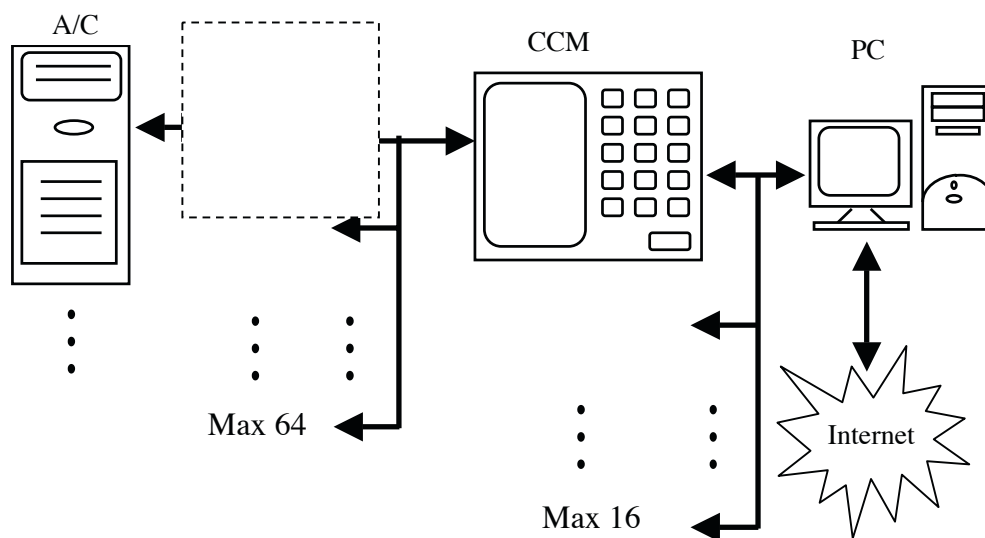 A/C
CCM
PC
Max 64
Internet
Max 16